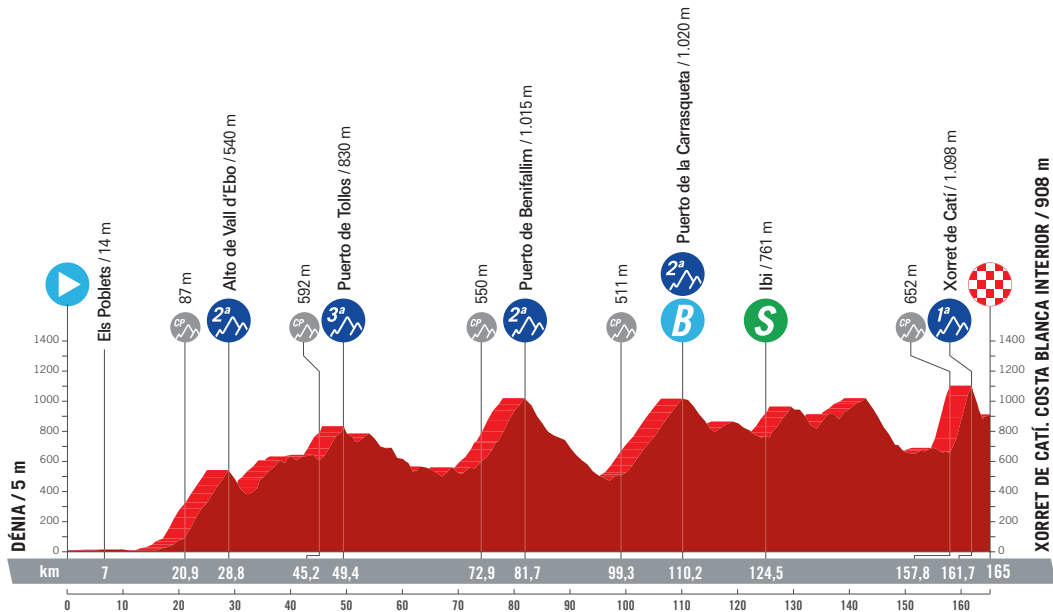 DÉNIA / 5 m
Els Poblets / 14 m
87 m
CP
Alto de Vall d'Ebo / 540 m
2ª
592 m
CP
Puerto de Tollos / 830 m
3ª
550 m
CP
Puerto de Benifallim / 1.015 m
2ª
511 m
CP
Puerto de la Carrasqueta / 1.020 m
2ª
B
Ibi / 761 m
S
652 m
CP
Xorret de Catí / 1.098 m
1ª
XORRET DE CATÍ. COSTA BLANCA INTERIOR / 908 m
1400 1400
1200 1200
1000 1000
800 800
600 600
400 400
200 200
0 0
km 7 20,9 28,8 45,2 49,4 72,9 81,7 99,3 110,2 124,5 157,8 161,7 165
0 10 20 30 40 50 60 70 80 90 100 110 120 130 140 150 160